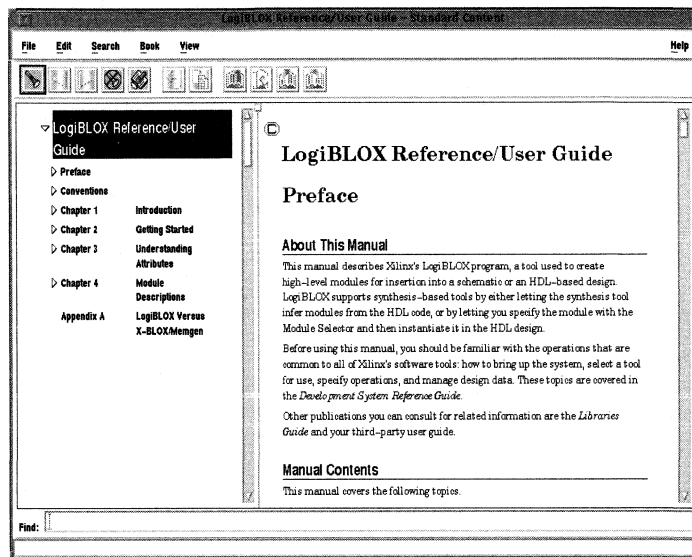 LogiBLOX Reference/User Guide – Standard Content
File Edit Search Book View Help
LogiBLOX Reference/User
Guide
Preface
Conventions
Chapter 1 Introduction
Chapter 2 Getting Started
Chapter 3 Understanding
Attributes
Chapter 4 Module
Descriptions
Appendix A LogiBLOX Versus
X-BLOX/Memgen
LogiBLOX Reference/User Guide
Preface
About This Manual
This manual describes Xilinx's LogiBLOX program, a tool used to create
high-level modules for insertion into a schematic or an HDL-based design.
LogiBLOX supports synthesis-based tools by either letting the synthesis tool
infer modules from the HDL code, or by letting you specify the module with the
Module Selector and then instantiate it in the HDL design.
Before using this manual, you should be familiar with the operations that are
common to all of Xilinx's software tools: how to bring up the system, select a tool
for use, specify operations, and manage design data. These topics are covered in
the Development System Reference Guide.
Other publications you can consult for related information are the Libraries
Guide and your third-party user guide.
Manual Contents
This manual covers the following topics.
Find: